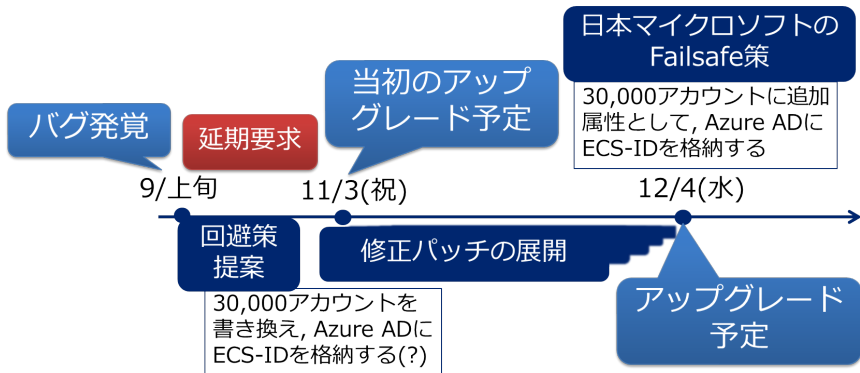 日本マイクロソフトの
Failsafe策
30,000アカウントに追加
属性として, Azure ADに
ECS-IDを格納する
当初のアップ
グレード予定
バグ発覚
延期要求
9/上旬
11/3(祝)
12/4(水)
回避策
提案
修正パッチの展開
30,000アカウントを
書き換え, Azure ADに
ECS-IDを格納する(?)
アップグレード
予定